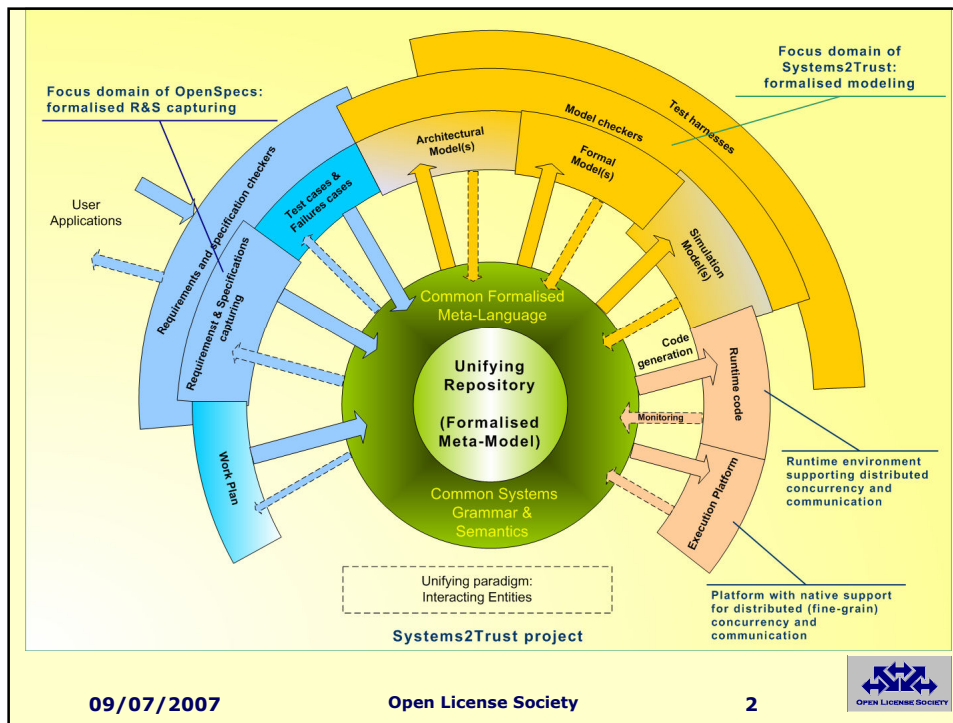 Focus domain of OpenSpecs:
formalised R&S capturing
Focus domain of
Systems2Trust:
formalised modeling
User
Applications
Requirements and specification checkers
Requiremenst & Specifications
capturing
Test cases &
Failures cases
Architectural
Model(s)
Model checkers
Formal
Model(s)
Test harnesses
Simulation
Model(s)
Work Plan
Common Formalised
Meta-Language
Unifying
Repository
(Formalised
Meta-Model)
Common Systems
Grammar &
Semantics
Code
generation
Monitoring
Runtime code
Execution Platform
Runtime environment
supporting distributed
concurrency and
communication
Platform with native support
for distributed (fine-grain)
concurrency and
communication
Unifying paradigm:
Interacting Entities
Systems2Trust project
09/07/2007
Open License Society
2
OPEN LICENSE SOCIETY